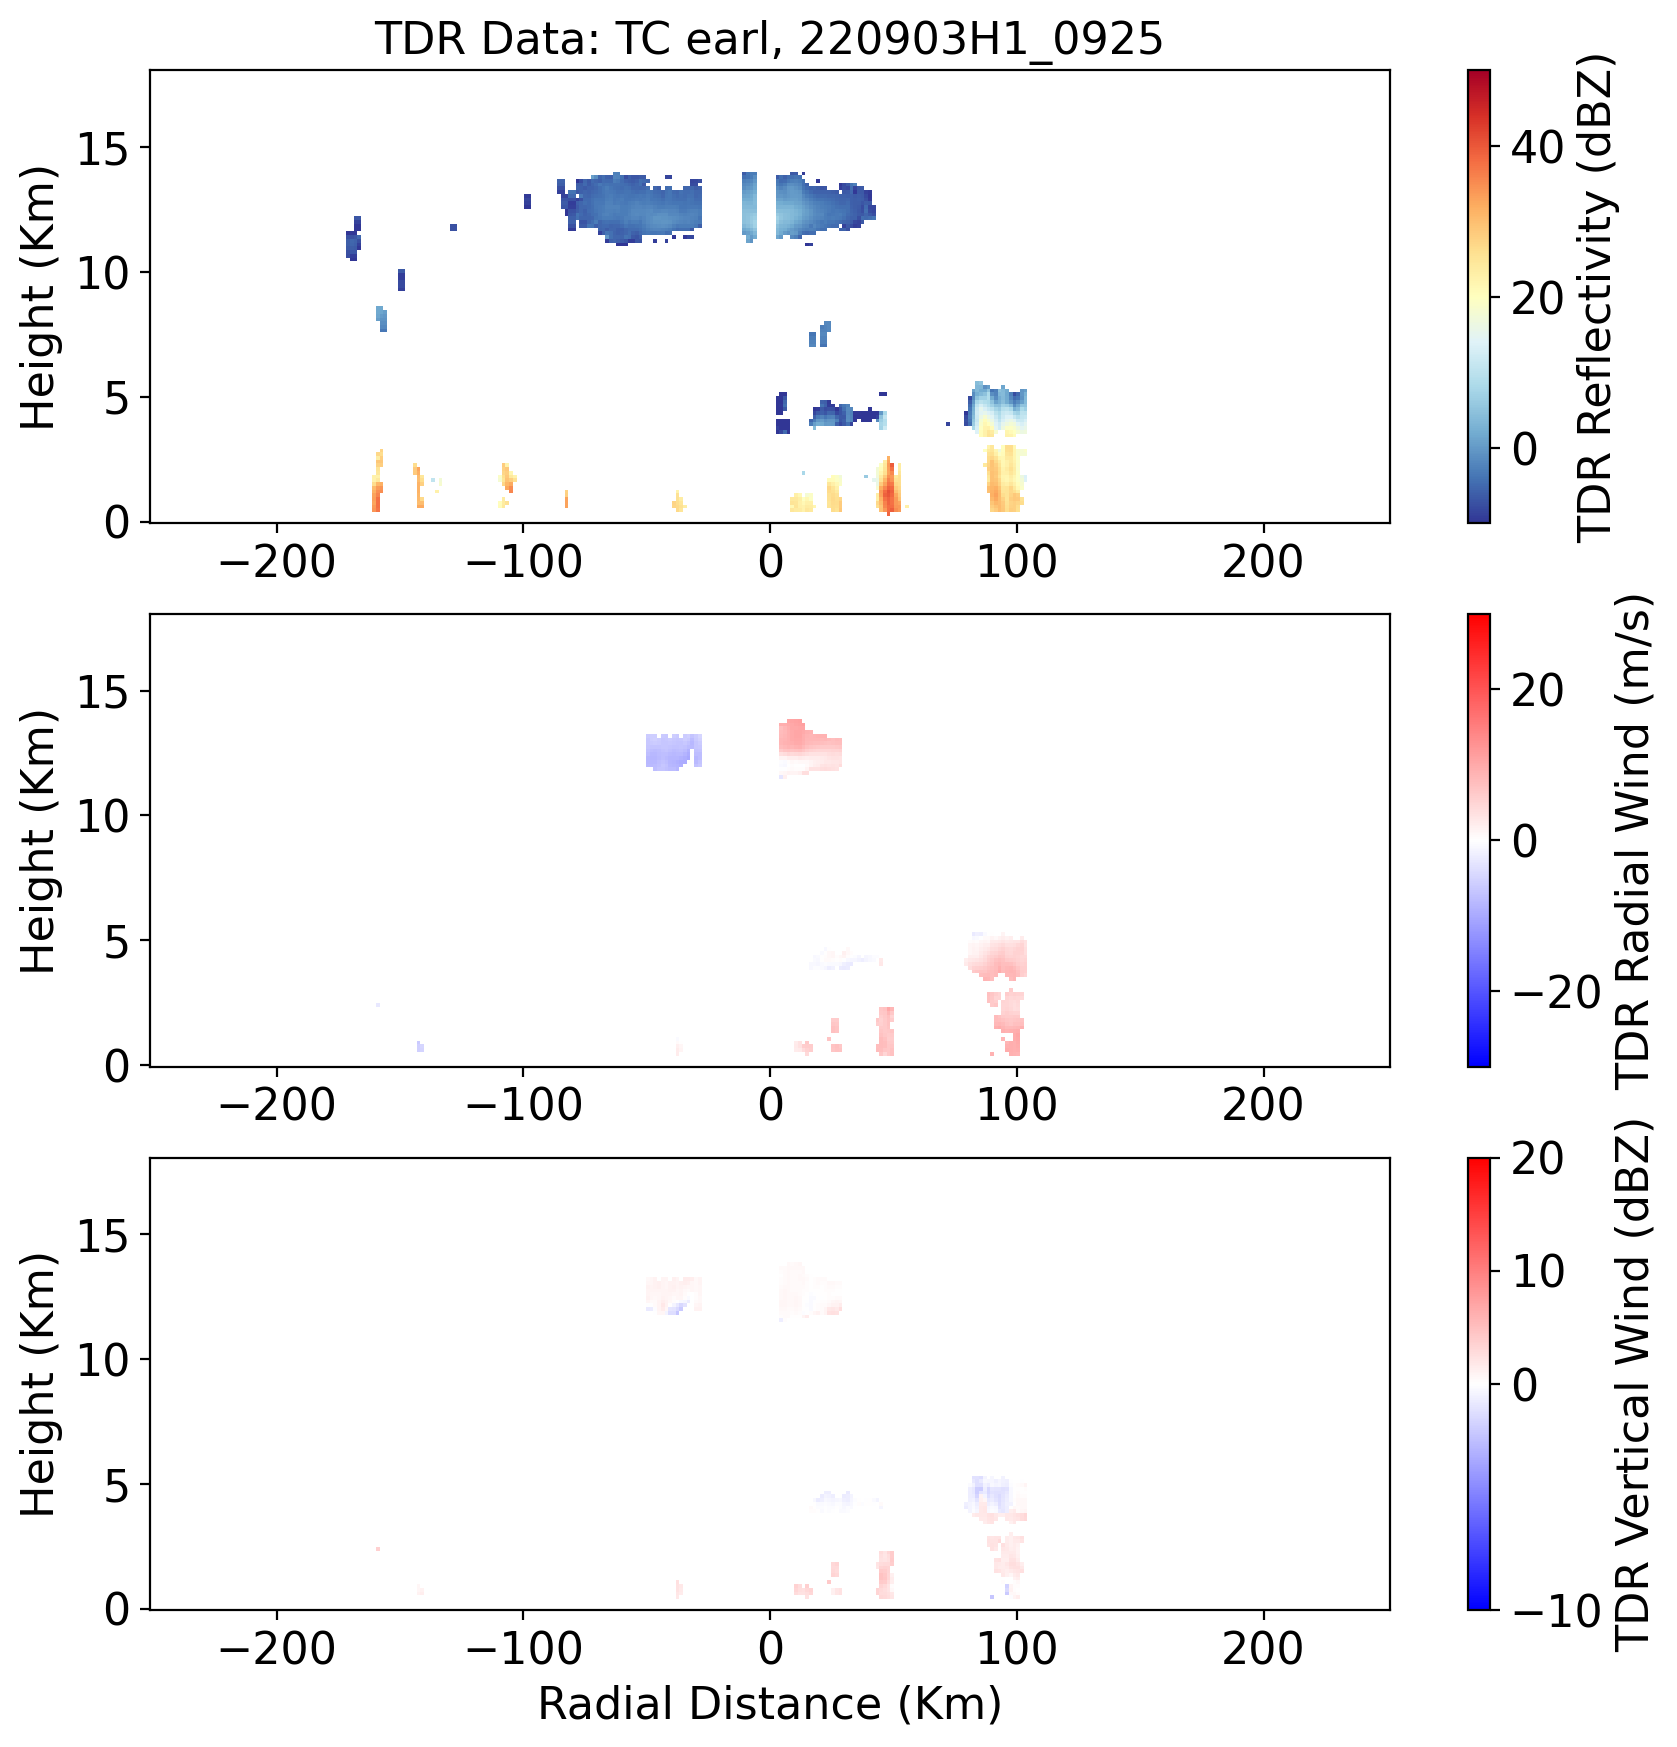 TDR Data: TC earl, 220903H1_0925
15
10
5
0
Height (Km)
−200 −100 0 100 200
40
20
0
TDR Reflectivity (dBZ)
15
10
5
0
Height (Km)
−200 −100 0 100 200
20
0
−20
TDR Radial Wind (m/s)
15
10
5
0
Height (Km)
−200 −100 0 100 200
Radial Distance (Km)
20
10
0
−10
TDR Vertical Wind (dBZ)